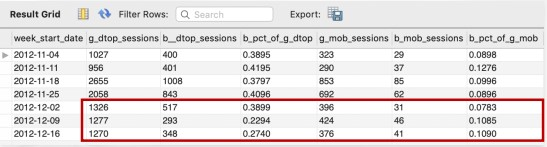 Result Grid Filter Rows: Search Export:
week_start_date g_dtop_sessions b__dtop_sessions b_pct_of_g_dtop g_mob_sessions b_mob_sessions b_pct_of_g_mob
2012-11-04 1027 400 0.3895 323 29 0.0898
2012-11-11 956 401 0.4195 290 37 0.1276
2012-11-18 2655 1008 0.3797 853 85 0.0996
2012-11-25 2058 843 0.4096 692 62 0.0896
2012-12-02 1326 517 0.3899 396 31 0.0783
2012-12-09 1277 293 0.2294 424 46 0.1085
2012-12-16 1270 348 0.2740 376 41 0.1090